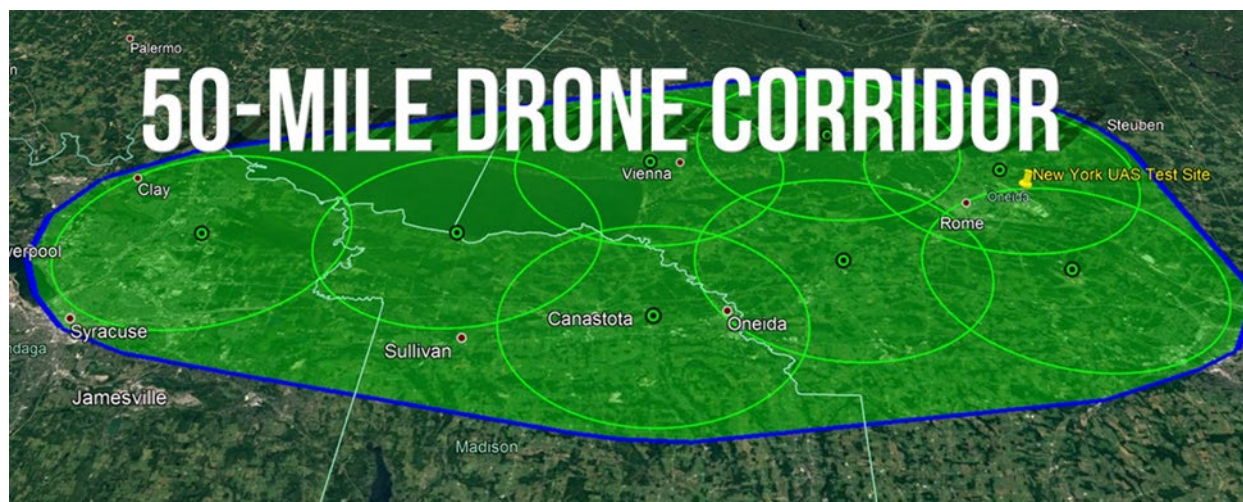 Palermo
50-MILE DRONE CORRIDOR
Steuben
Vienna
New York UAS Test Site
Clay
Oneida
Rome
verpool
Syracuse
Canastota
Oneida
Sullivan
ndaga
Jamesville
Madison